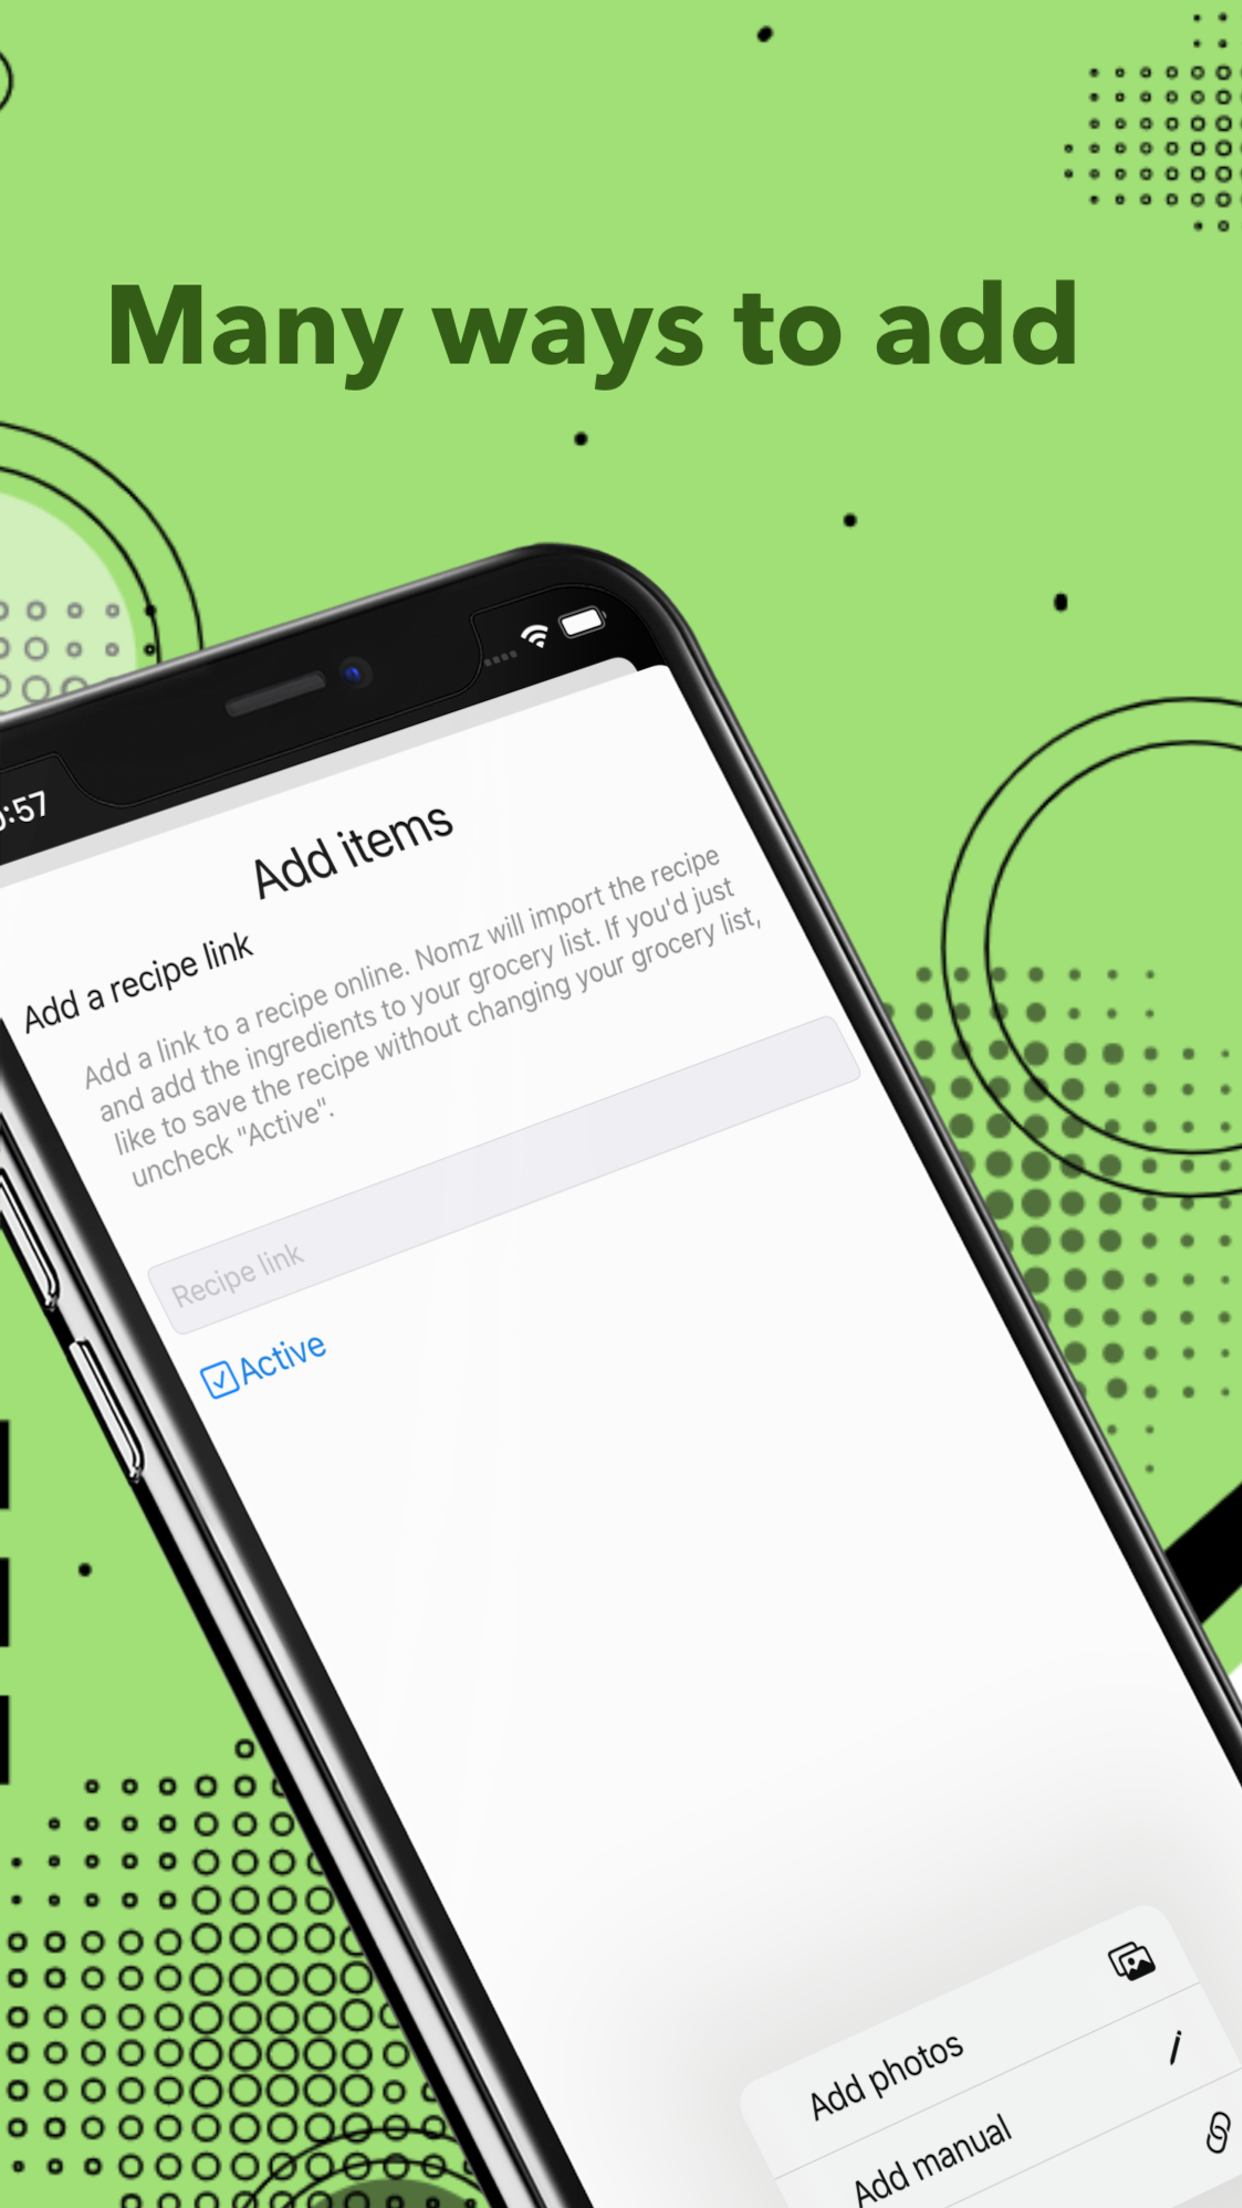 Many ways to add
:57
Add items
Add a recipe link
Add a link to a recipe online. Nomz will import the recipe
and add the ingredients to your grocery list. If you'd just
like to save the recipe without changing your grocery list,
uncheck "Active".
Recipe link
Active
Add photos
Add manual